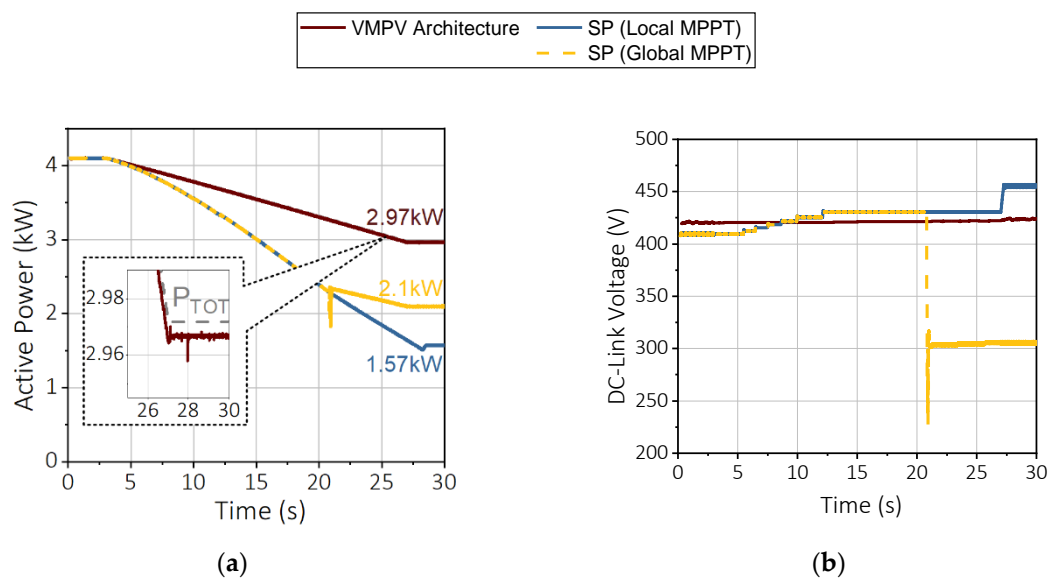 VMPV Architecture
SP (Local MPPT)
SP (Global MPPT)
Active Power (kW)
4
3
2
1
0
2.97kW
2.1kW
1.57kW
2.98
2.96
P_TOT
26 28 30
0 5 10 15 20 25 30
Time (s)
(a)
DC-Link Voltage (V)
500
450
400
350
300
250
200
0 5 10 15 20 25 30
Time (s)
(b)